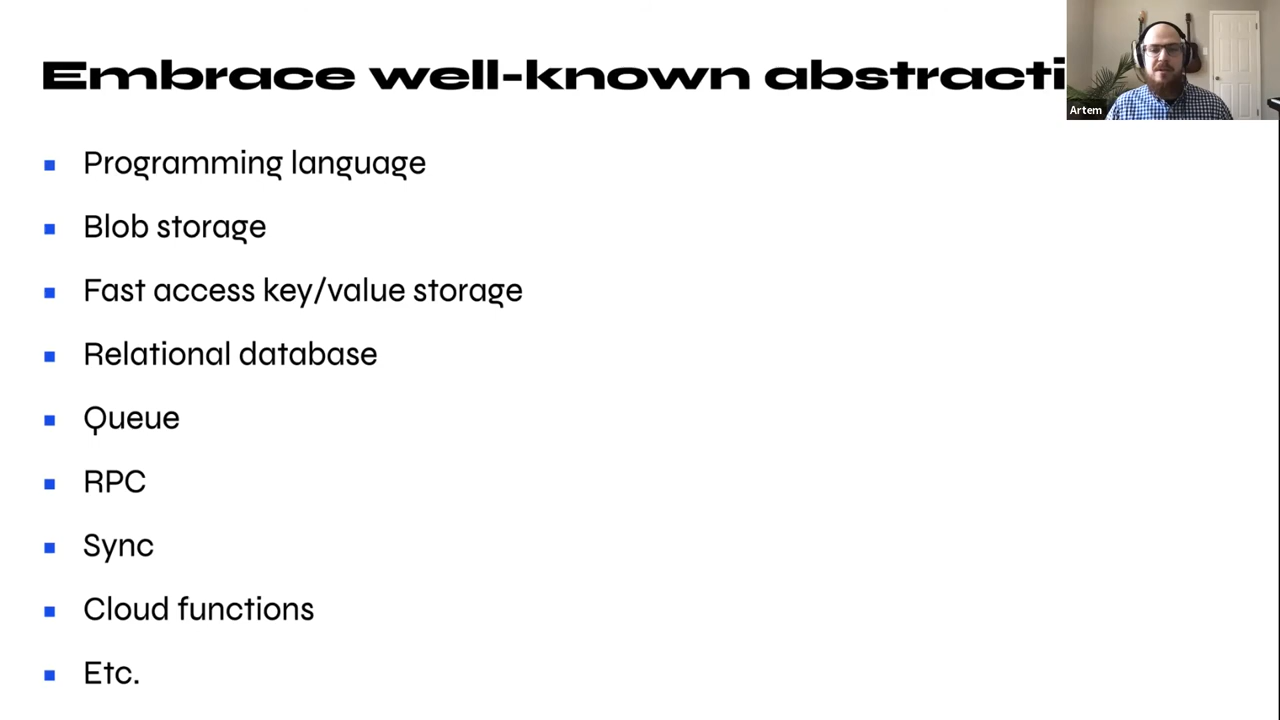 Embrace well-known abstracti
Artem
Programming language
Blob storage
Fast access key/value storage
Relational database
Queue
RPC
Sync
Cloud functions
Etc.